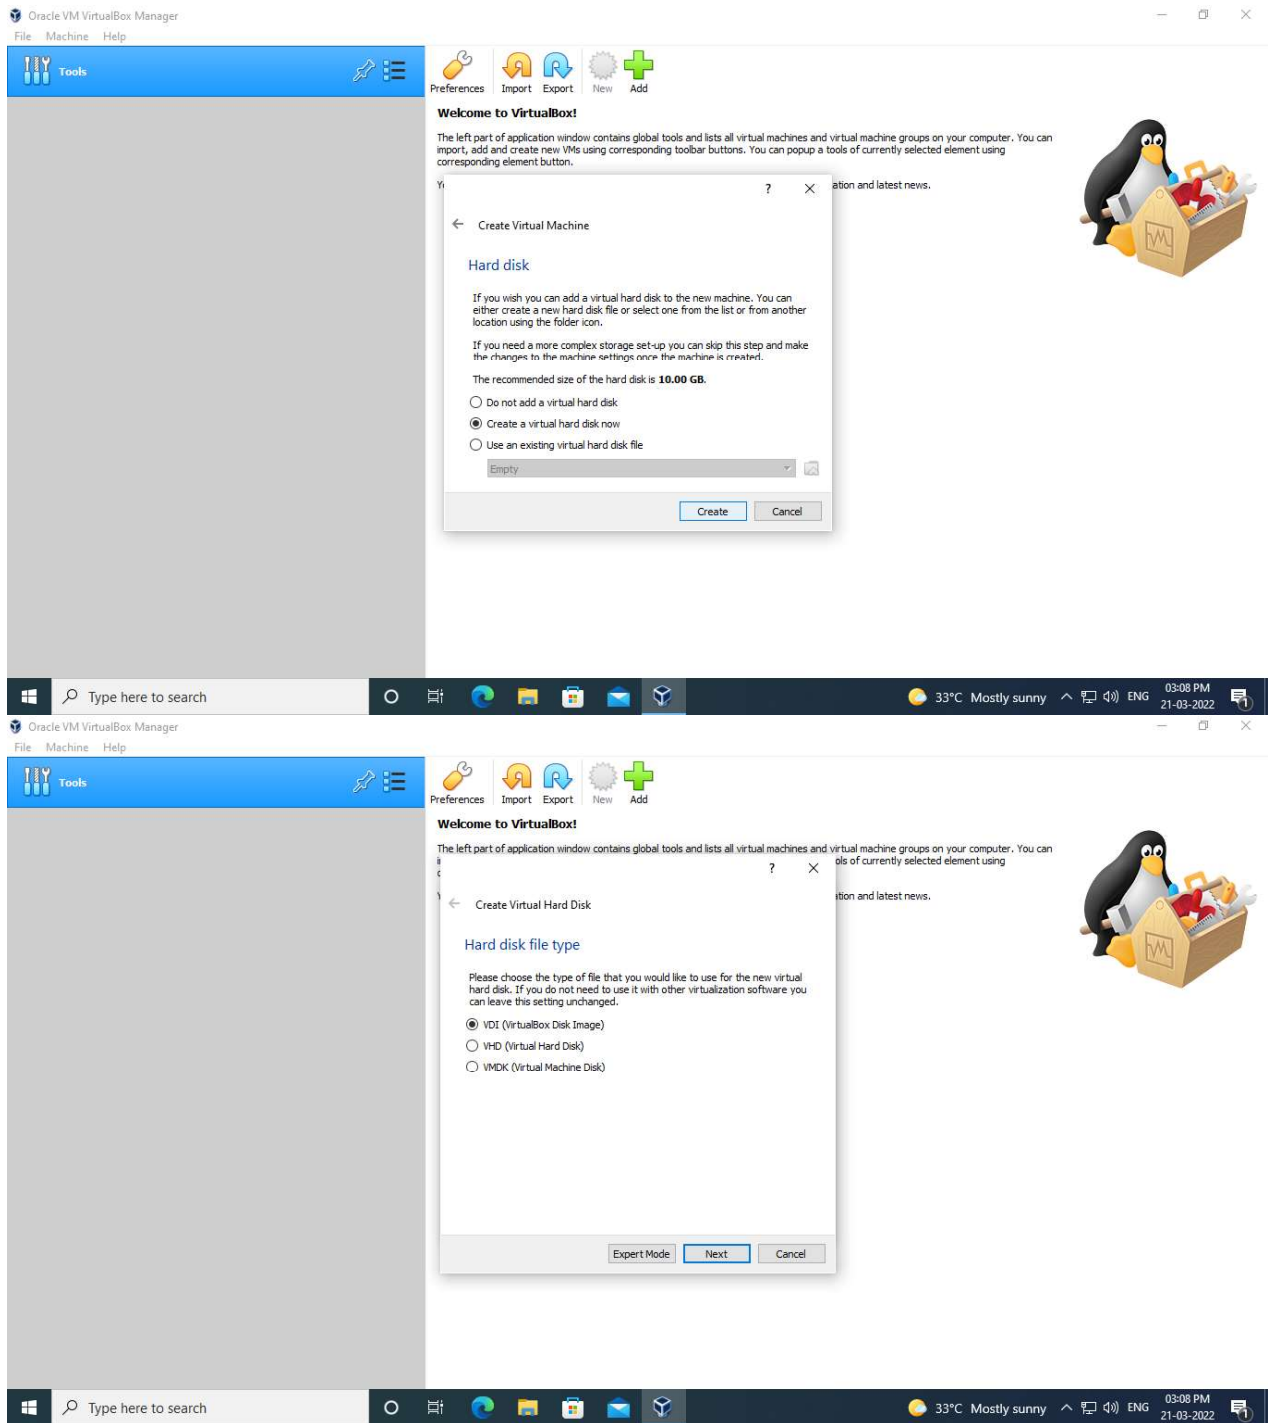 Oracle VM VirtualBox Manager
File Machine Help
Tools
Preferences Import Export New Add
Welcome to VirtualBox!
The left part of application window contains global tools and lists all virtual machines and virtual machine groups on your computer. You can
import, add and create new VMs using corresponding toolbar buttons. You can popup a tools of currently selected element using
corresponding element button.
ation and latest news.
? ×
Create Virtual Machine
Hard disk
If you wish you can add a virtual hard disk to the new machine. You can
either create a new hard disk file or select one from the list or from another
location using the folder icon.
If you need a more complex storage set-up you can skip this step and make
the changes to the machine settings once the machine is created.
The recommended size of the hard disk is 10.00 GB.
Do not add a virtual hard disk
Create a virtual hard disk now
Use an existing virtual hard disk file
Empty
Create Cancel
Type here to search
33°C Mostly sunny ENG 03:08 PM
21-03-2022
Oracle VM VirtualBox Manager
File Machine Help
Tools
Preferences Import Export New Add
Welcome to VirtualBox!
The left part of application window contains global tools and lists all virtual machines and virtual machine groups on your computer. You can
ols of currently selected element using
tion and latest news.
? ×
Create Virtual Hard Disk
Hard disk file type
Please choose the type of file that you would like to use for the new virtual
hard disk. If you do not need to use it with other virtualization software you
can leave this setting unchanged.
VDI (VirtualBox Disk Image)
VHD (Virtual Hard Disk)
VMDK (Virtual Machine Disk)
Expert Mode Next Cancel
Type here to search
33°C Mostly sunny ENG 03:08 PM
21-03-2022